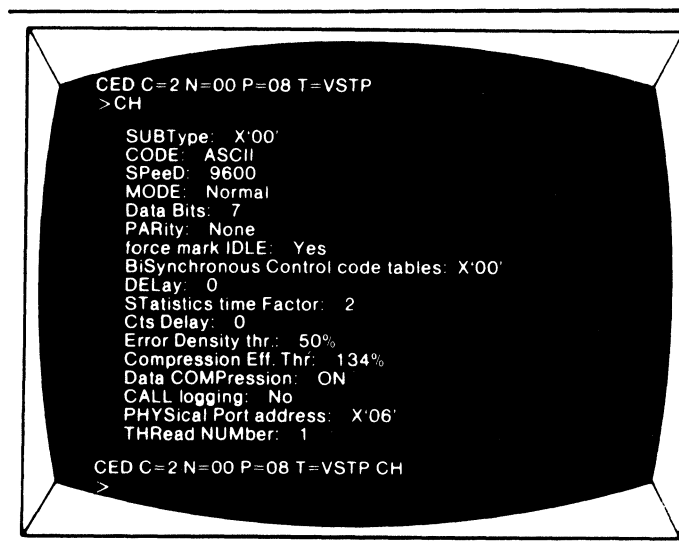 CED C=2 N=00 P=08 T=VSTP
>CH
SUBType: X'00'
CODE: ASCII
SPeeD: 9600
MODE: Normal
Data Bits: 7
PARity: None
force mark IDLE: Yes
BiSynchronous Control code tables: X'00'
DELay: 0
STatistics time Factor: 2
Cts Delay: 0
Error Density thr.: 50%
Compression Eff. Thr: 134%
Data COMPression: ON
CALL logging: No
PHYSical Port address: X'06'
THRead NUMber: 1
CED C=2 N=00 P=08 T=VSTP CH
>